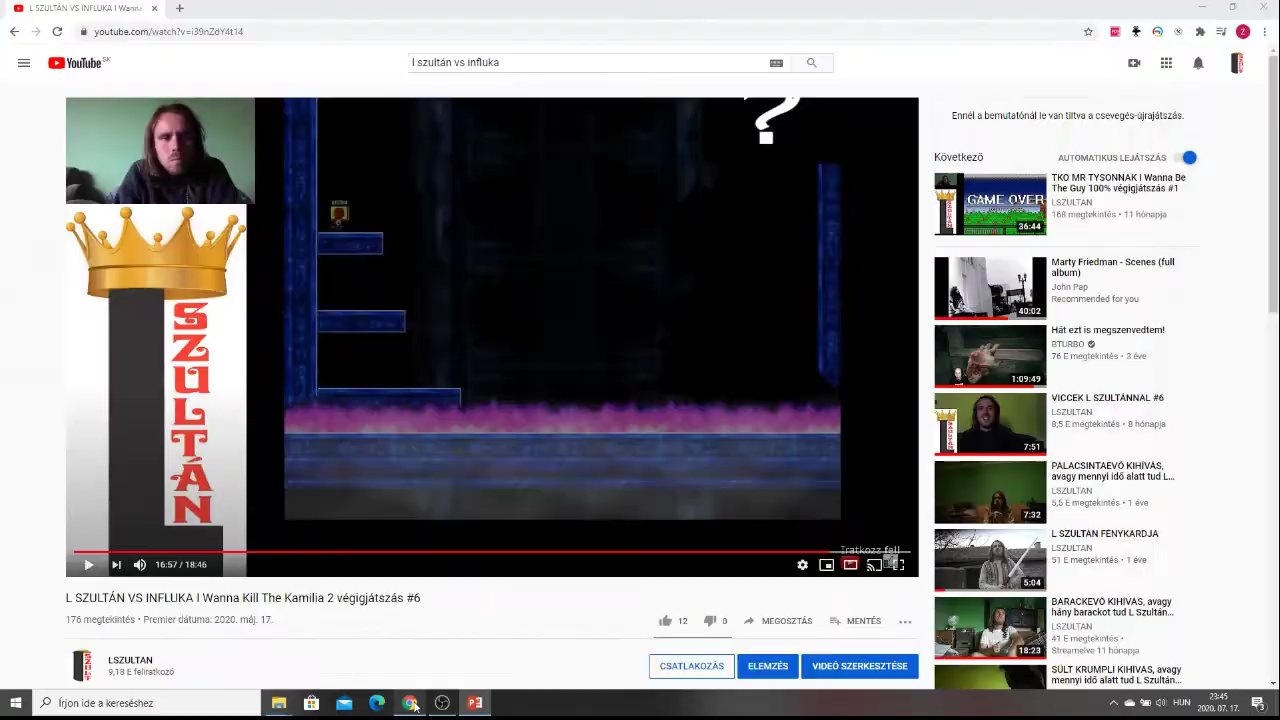 L SZULTÁN VS INFLUKA I Wanna
youtube.com/watch?v=i39nZdY4t14
YouTube SK
l szultán vs influka
Ennél a bemutatónál le van tiltva a csevegés-újrajátszás.
?
Következő
AUTOMATIKUS LEJÁTSZÁS
GAME OVER
36:44
TKO MR TYSONNAK I Wanna Be
The Guy 100% végigjátszás #1
LSZULTAN
168 megtekintés • 11 hónapja
40:02
Marty Friedman - Scenes (full
album)
John Pap
Recommended for you
1:09:49
Hát ezt is megszenvedtem!
BTURBO
76 E megtekintés • 3 éve
7:51
VICCEK L SZULTÁNNAL #6
LSZULTAN
8,5 E megtekintés • 8 hónapja
7:32
PALACSINTAEVŐ KIHÍVÁS,
avagy mennyi idő alatt tud L...
LSZULTAN
5,5 E megtekintés • 1 éve
5:04
L SZULTÁN FÉNYKARDJA
LSZULTAN
51 E megtekintés • 1 éve
18:23
BARACKEVŐ KIHÍVÁS, avagy
hány barackot tud L Szultán...
LSZULTAN
41 E megtekintés •
Streamelve 11 hónapja
SÜLT KRUMPLI KIHÍVÁS, avagy
mennyi idő alatt tud L Szultán...
L
SZULTÁN
Iratkozz fel!
16:57 / 18:46
L SZULTÁN VS INFLUKA I Wanna Kill The Kamilia 2 végigjátszás #6
176 megtekintés • Premier dátuma: 2020. máj. 17.
12
0
MEGOSZTÁS
MENTÉS
LSZULTAN
9,18 E feliratkozó
CSATLAKOZÁS
ELEMZÉS
VIDEÓ SZERKESZTÉSE
Írjon ide a kereséshez
HUN
23:45
2020. 07. 17.
3